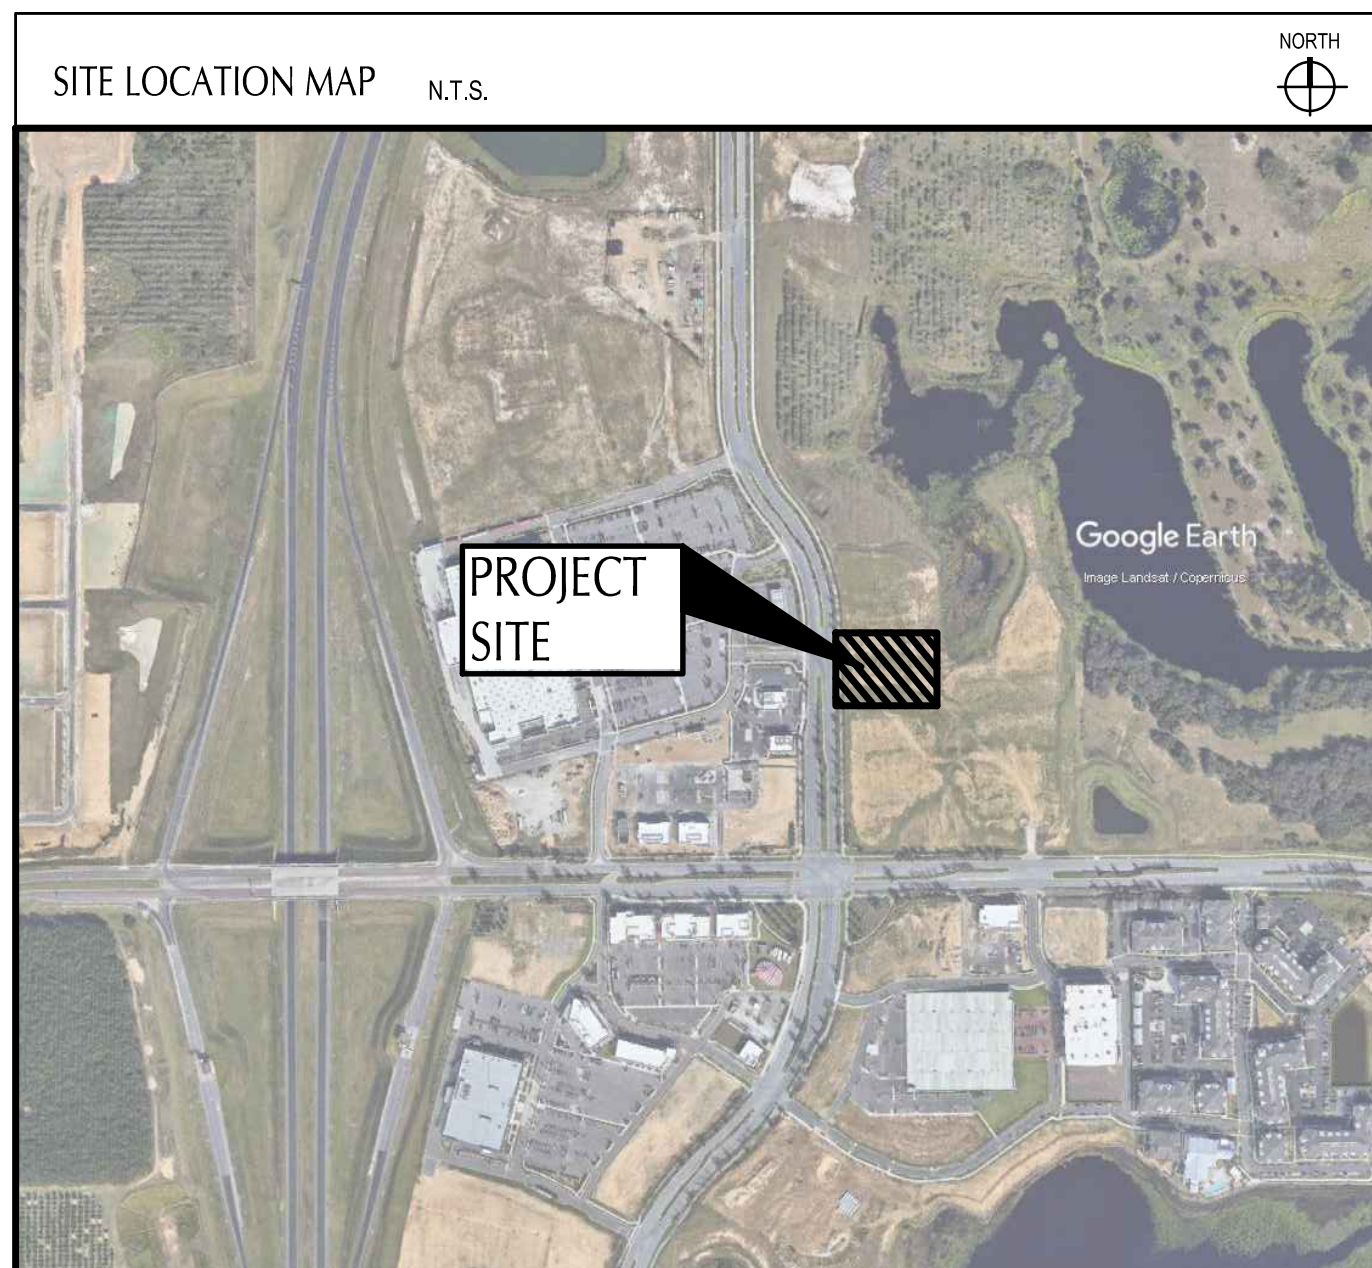 NORTH
SITE LOCATION MAP N.T.S.
Google Earth
PROJECT
SITE
Image Landsat / Copernicus